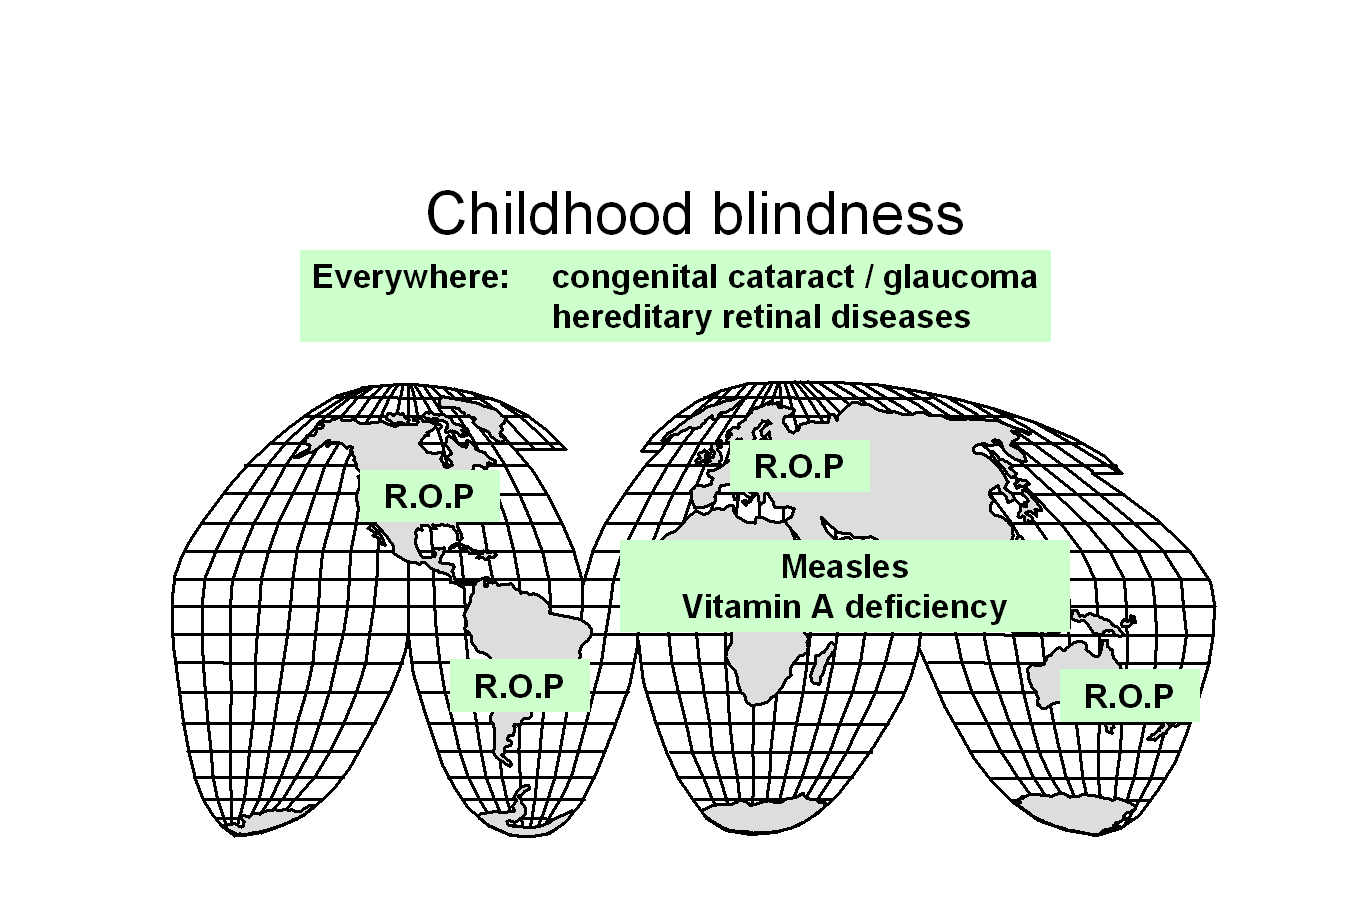 Childhood blindness
Everywhere: congenital cataract / glaucoma
hereditary retinal diseases
R.O.P
R.O.P
Measles
Vitamin A deficiency
R.O.P
R.O.P